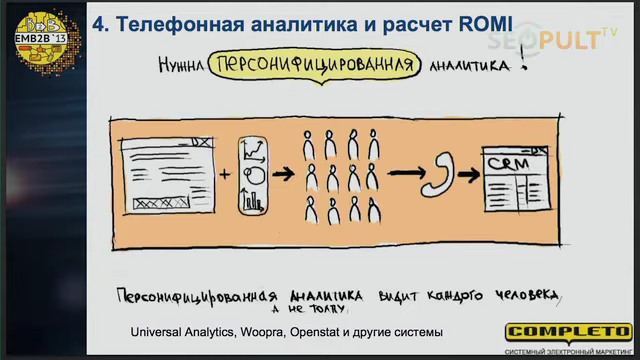 B2B
EMB2B '13
4. Телефонная аналитика и расчет ROMI
SEOPULT TV
НУЖНА ПЕРСОНИФИЦИРОВАННАЯ АНАЛИТИКА!
CRM
ПЕРСОНИФИЦИРОВАННАЯ АНАЛИТИКА ВИДИТ КАЖДОГО ЧЕЛОВЕКА,
А НЕ ТОЛПУ
Universal Analytics, Woopra, Openstat и другие системы
COMPLETO
СИСТЕМНЫЙ ЭЛЕКТРОННЫЙ МАРКЕТИНГ